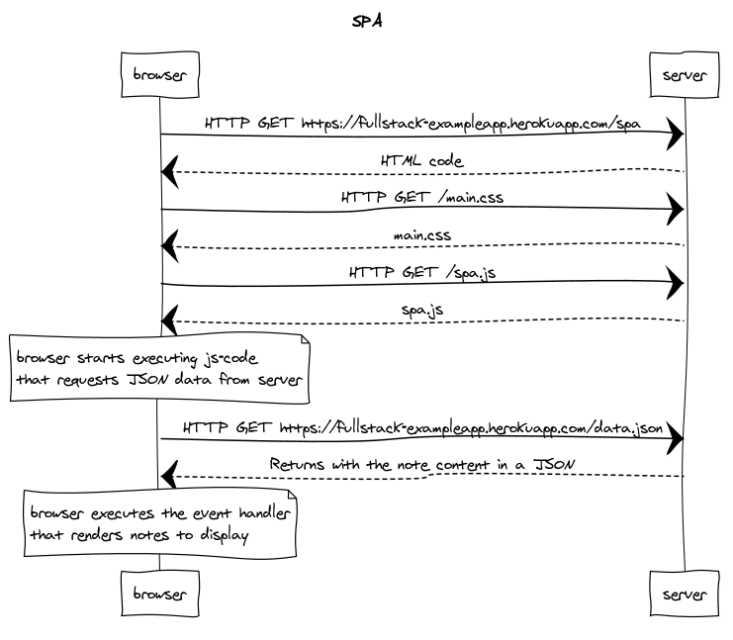 SPA
browser server
HTTP GET https://fullstack-exampleapp.herokuapp.com/spa
HTML code
HTTP GET /main.css
main.css
HTTP GET /spa.js
spa.js
browser starts executing js-code
that requests JSON data from server
HTTP GET https://fullstack-exampleapp.herokuapp.com/data.json
Returns with the note content in a JSON
browser executes the event handler
that renders notes to display
browser server